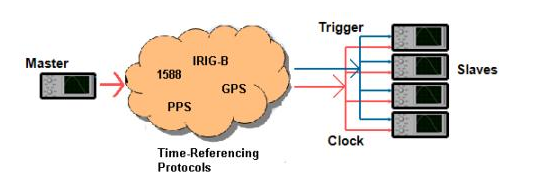 Trigger
Master
IRIG-B
1588
GPS
PPS
Slaves
Clock
Time-Referencing
Protocols